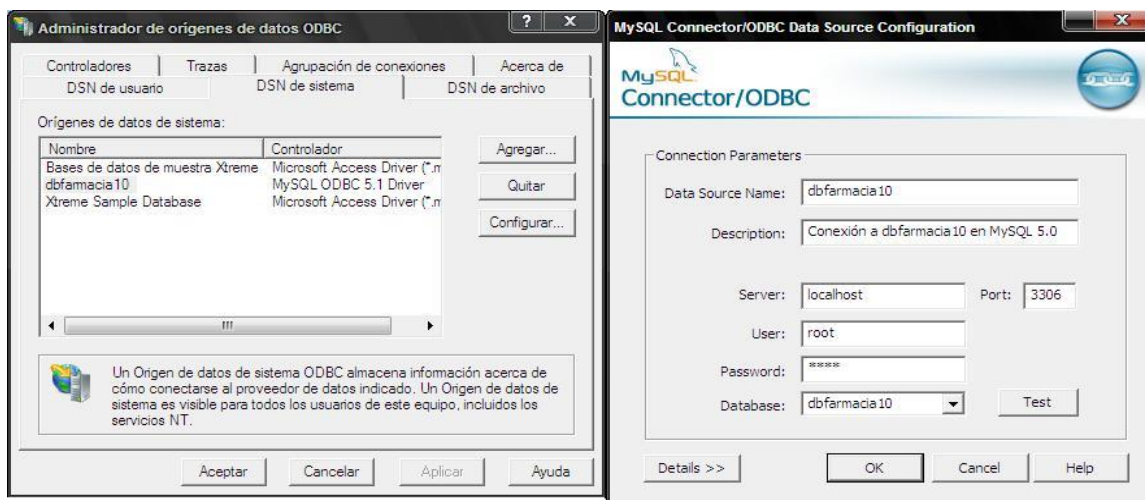 Administrador de orígenes de datos ODBC
Controladores
Trazas
Agrupación de conexiones
Acerca de
DSN de usuario
DSN de sistema
DSN de archivo
Orígenes de datos de sistema:
Nombre Controlador
Bases de datos de muestra Xtreme Microsoft Access Driver (*.m
dbfarmacia10 MySQL ODBC 5.1 Driver
Xtreme Sample Database Microsoft Access Driver (*.m
Agregar...
Quitar
Configurar...
Un Origen de datos de sistema ODBC almacena información acerca de
cómo conectarse al proveedor de datos indicado. Un Origen de datos de
sistema es visible para todos los usuarios de este equipo, incluidos los
servicios NT.
Aceptar
Cancelar
Aplicar
Ayuda
MySQL Connector/ODBC Data Source Configuration
MySQL
Connector/ODBC
Connection Parameters
Data Source Name: dbfarmacia10
Description: Conexión a dbfarmacia10 en MySQL 5.0
Server: localhost Port: 3306
User: root
Password: ****
Database: dbfarmacia10 Test
Details >>
OK
Cancel
Help